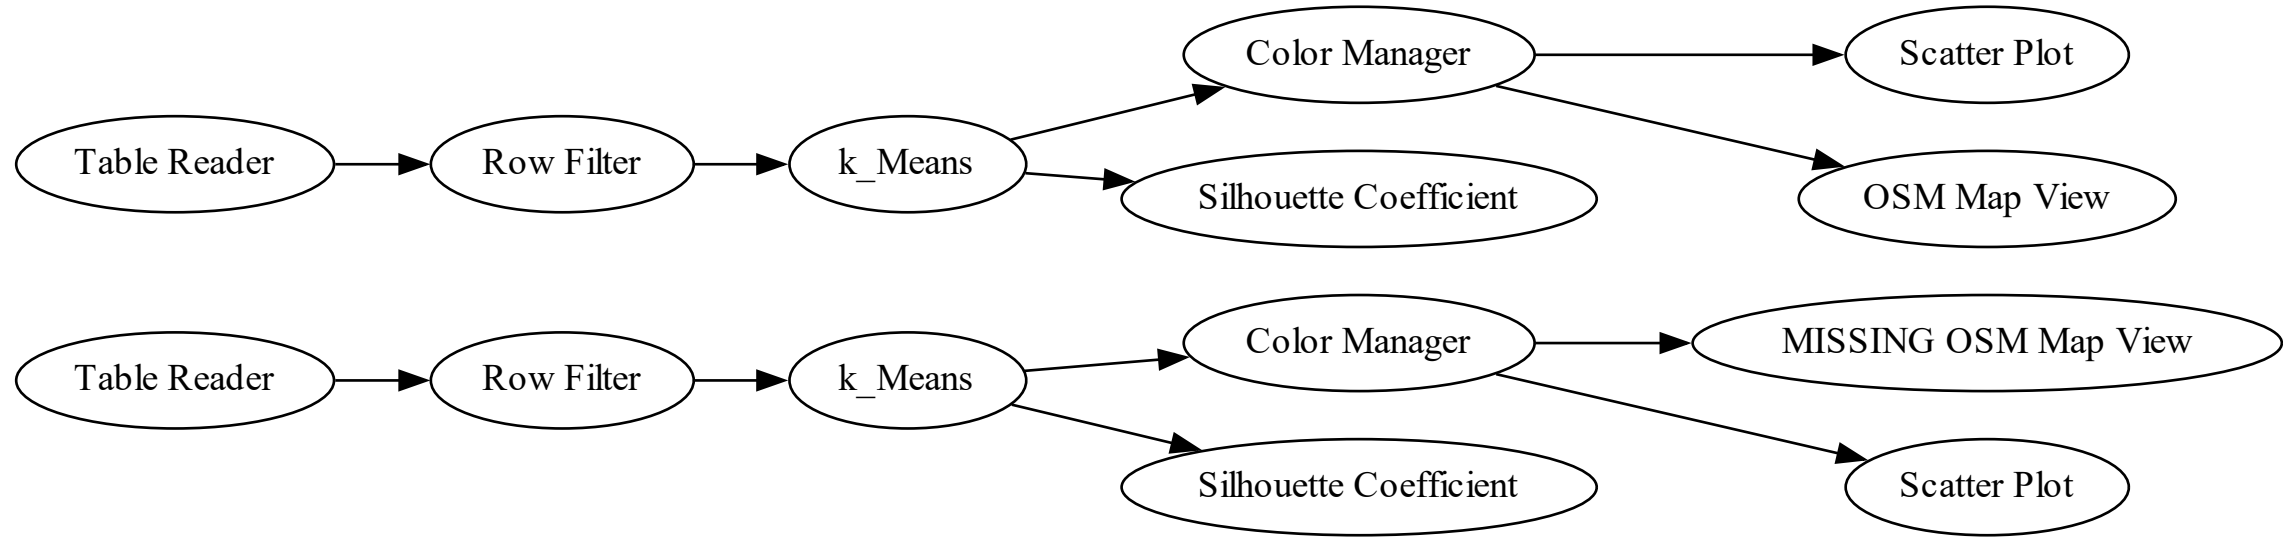 Color Manager
Scatter Plot
Table Reader
Row Filter
k_Means
Silhouette Coefficient
OSM Map View
Color Manager
MISSING OSM Map View
Table Reader
Row Filter
k_Means
Silhouette Coefficient
Scatter Plot